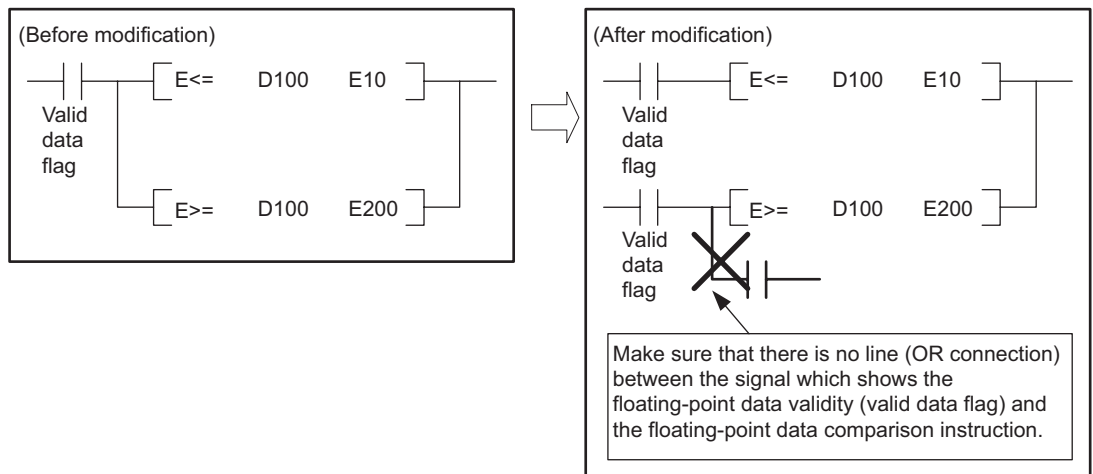 (Before modification)
E<= D100 E10
Valid
data
flag
E>= D100 E200
(After modification)
E<= D100 E10
Valid
data
flag
E>= D100 E200
Valid
data
flag
Make sure that there is no line (OR connection)
between the signal which shows the
floating-point data validity (valid data flag) and
the floating-point data comparison instruction.